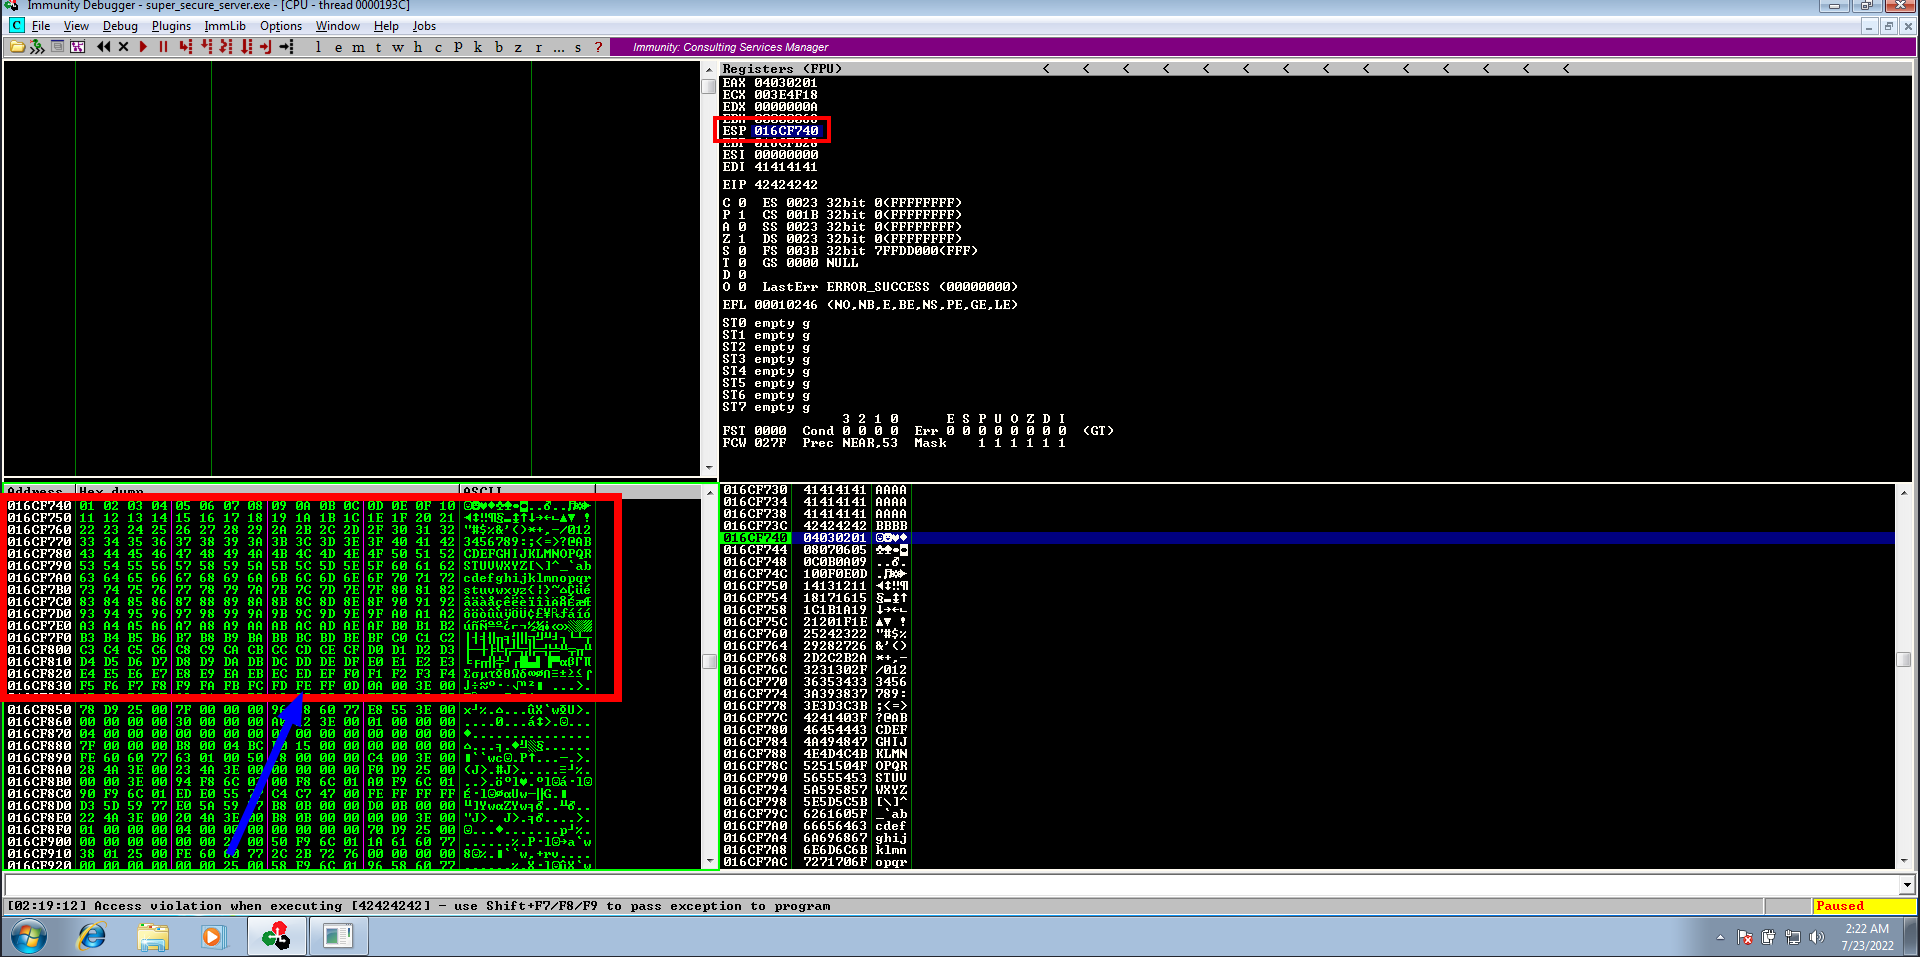 Immunity Debugger - super_secure_server.exe - [CPU - thread 0000193C]
File View Debug Plugins ImmLib Options Window Help Jobs
l e m t w h c P k b z r ... s ?
Immunity: Consulting Services Manager
Registers (FPU)
EAX 04030201
ECX 003E4F18
EDX 0000000A
ESP 016CF740
ESI 00000000
EDI 41414141
EIP 42424242
C 0 ES 0023 32bit 0(FFFFFFFF)
P 1 CS 001B 32bit 0(FFFFFFFF)
A 0 SS 0023 32bit 0(FFFFFFFF)
Z 1 DS 0023 32bit 0(FFFFFFFF)
S 0 FS 003B 32bit 7FFDD000(FFF)
T 0 GS 0000 NULL
D 0
O 0 LastErr ERROR_SUCCESS (00000000)
EFL 00010246 (NO,NB,E,BE,NS,PE,GE,LE)
ST0 empty g
ST1 empty g
ST2 empty g
ST3 empty g
ST4 empty g
ST5 empty g
ST6 empty g
ST7 empty g
3 2 1 0 E S P U O Z D I
FST 0000 Cond 0 0 0 0 Err 0 0 0 0 0 0 0 0 (GT)
FCW 027F Prec NEAR,53 Mask 1 1 1 1 1 1
Address Hex dump ASCII
016CF740 01 02 03 04 05 06 07 08 09 0A 0B 0C 0D 0E 0F 10
016CF750 11 12 13 14 15 16 17 18 19 1A 1B 1C 1E 1F 20 21
016CF760 22 23 24 25 26 27 28 29 2A 2B 2C 2D 2F 30 31 32 "#$%&'()*+,-/012
016CF770 33 34 35 36 37 38 39 3A 3B 3C 3D 3E 3F 40 41 42 3456789:;<=>?@AB
016CF780 43 44 45 46 47 48 49 4A 4B 4C 4D 4E 4F 50 51 52 CDEFGHIJKLMNOPQR
016CF790 53 54 55 56 57 58 59 5A 5B 5C 5D 5E 5F 60 61 62 STUVWXYZ[\]^_`ab
016CF7A0 63 64 65 66 67 68 69 6A 6B 6C 6D 6E 6F 70 71 72 cdefghijklmnopqr
016CF7B0 73 74 75 76 77 78 79 7A 7B 7C 7D 7E 7F 80 81 82 stuvwxyz{|}~⌂Çüé
016CF7C0 83 84 85 86 87 88 89 8A 8B 8C 8D 8E 8F 90 91 92 âäàåçêëèïîìÄÅÉæÆ
016CF7D0 93 94 95 96 97 98 99 9A 9B 9C 9D 9E 9F A0 A1 A2
016CF7E0 A3 A4 A5 A6 A7 A8 A9 AA AB AC AD AE AF B0 B1 B2
016CF7F0 B3 B4 B5 B6 B7 B8 B9 BA BB BC BD BE BF C0 C1 C2
016CF800 C3 C4 C5 C6 C7 C8 C9 CA CB CC CD CE CF D0 D1 D2 D3
016CF810 D4 D5 D6 D7 D8 D9 DA DB DC DD DE DF E0 E1 E2 E3
016CF820 E4 E5 E6 E7 E8 E9 EA EB EC ED EE EF F0 F1 F2 F3 F4
016CF830 F5 F6 F7 F8 F9 FA FB FC FD FE FF 0D 0A 00 3E 00
016CF850 78 D9 25 00 7F 00 00 00 60 77 E8 55 3E 00
016CF860 00 00 00 00 30 00 00 00 3E 00 01 00 00 00
016CF870 04 00 00 00 00 00 00 00 00 00 00 00 00 00
016CF880 7F 00 00 00 B8 00 04 BC 15 00 00 00 00 00 00
016CF890 FE 60 60 77 63 01 00 50 00 00 00 C4 00 3E 00
016CF8A0 28 4A 3E 00 23 4A 3E 00 00 00 00 F0 D9 25 00
016CF8B0 00 00 3E 00 94 F8 6C 00 F8 6C 01 A0 F9 6C 01
016CF8C0 90 F9 6C 01 ED E0 55 C4 C7 47 00 FE FF FF FF
016CF8D0 D3 5D 59 77 E0 5A 59 B8 0B 00 00 D0 0B 00 00
016CF8E0 22 4A 3E 00 20 4A 3E 00 B8 0B 00 00 00 00 00 00
016CF8F0 01 00 00 00 04 00 00 00 00 00 00 70 D9 25 00
016CF900 00 00 00 00 00 00 00 00 50 F9 6C 01 1A 61 60 77
016CF910 38 01 25 00 FE 60 77 2C 2B 72 76 00 00 00 00
016CF920 00 00 00 00 00 00 25 00 58 F9 6C 01 96 58 60 77
016CF730 41414141 AAAA
016CF734 41414141 AAAA
016CF738 41414141 AAAA
016CF73C 42424242 BBBB
016CF740 04030201 ☺☻♥♦
016CF744 08070605 ♣♠•◘
016CF748 0C0B0A09 ..♂.
016CF74C 100F0E0D .♫☼►
016CF750 14131211 ◄↕‼¶
016CF754 18171615 §▬↨↑
016CF758 1C1B1A19 ↓→←∟
016CF75C 21201F1E ▲▼ !
016CF760 25242322 "#$%
016CF764 29282726 &'()
016CF768 2D2C2B2A *+,-
016CF76C 3231302F /012
016CF770 36353433 3456
016CF774 3A393837 789:
016CF778 3E3D3C3B ;<=>
016CF77C 4241403F ?@AB
016CF780 46454443 CDEF
016CF784 4A494847 GHIJ
016CF788 4E4D4C4B KLMN
016CF78C 5251504F OPQR
016CF790 56555453 STUV
016CF794 5A595857 WXYZ
016CF798 5E5D5C5B [\]^
016CF79C 6261605F _`ab
016CF7A0 66656463 cdef
016CF7A4 6A696867 ghij
016CF7A8 6E6D6C6B klmn
016CF7AC 7271706F opqr
[02:19:12] Access violation when executing [42424242] - use Shift+F7/F8/F9 to pass exception to program
Paused
2:22 AM
7/23/2022